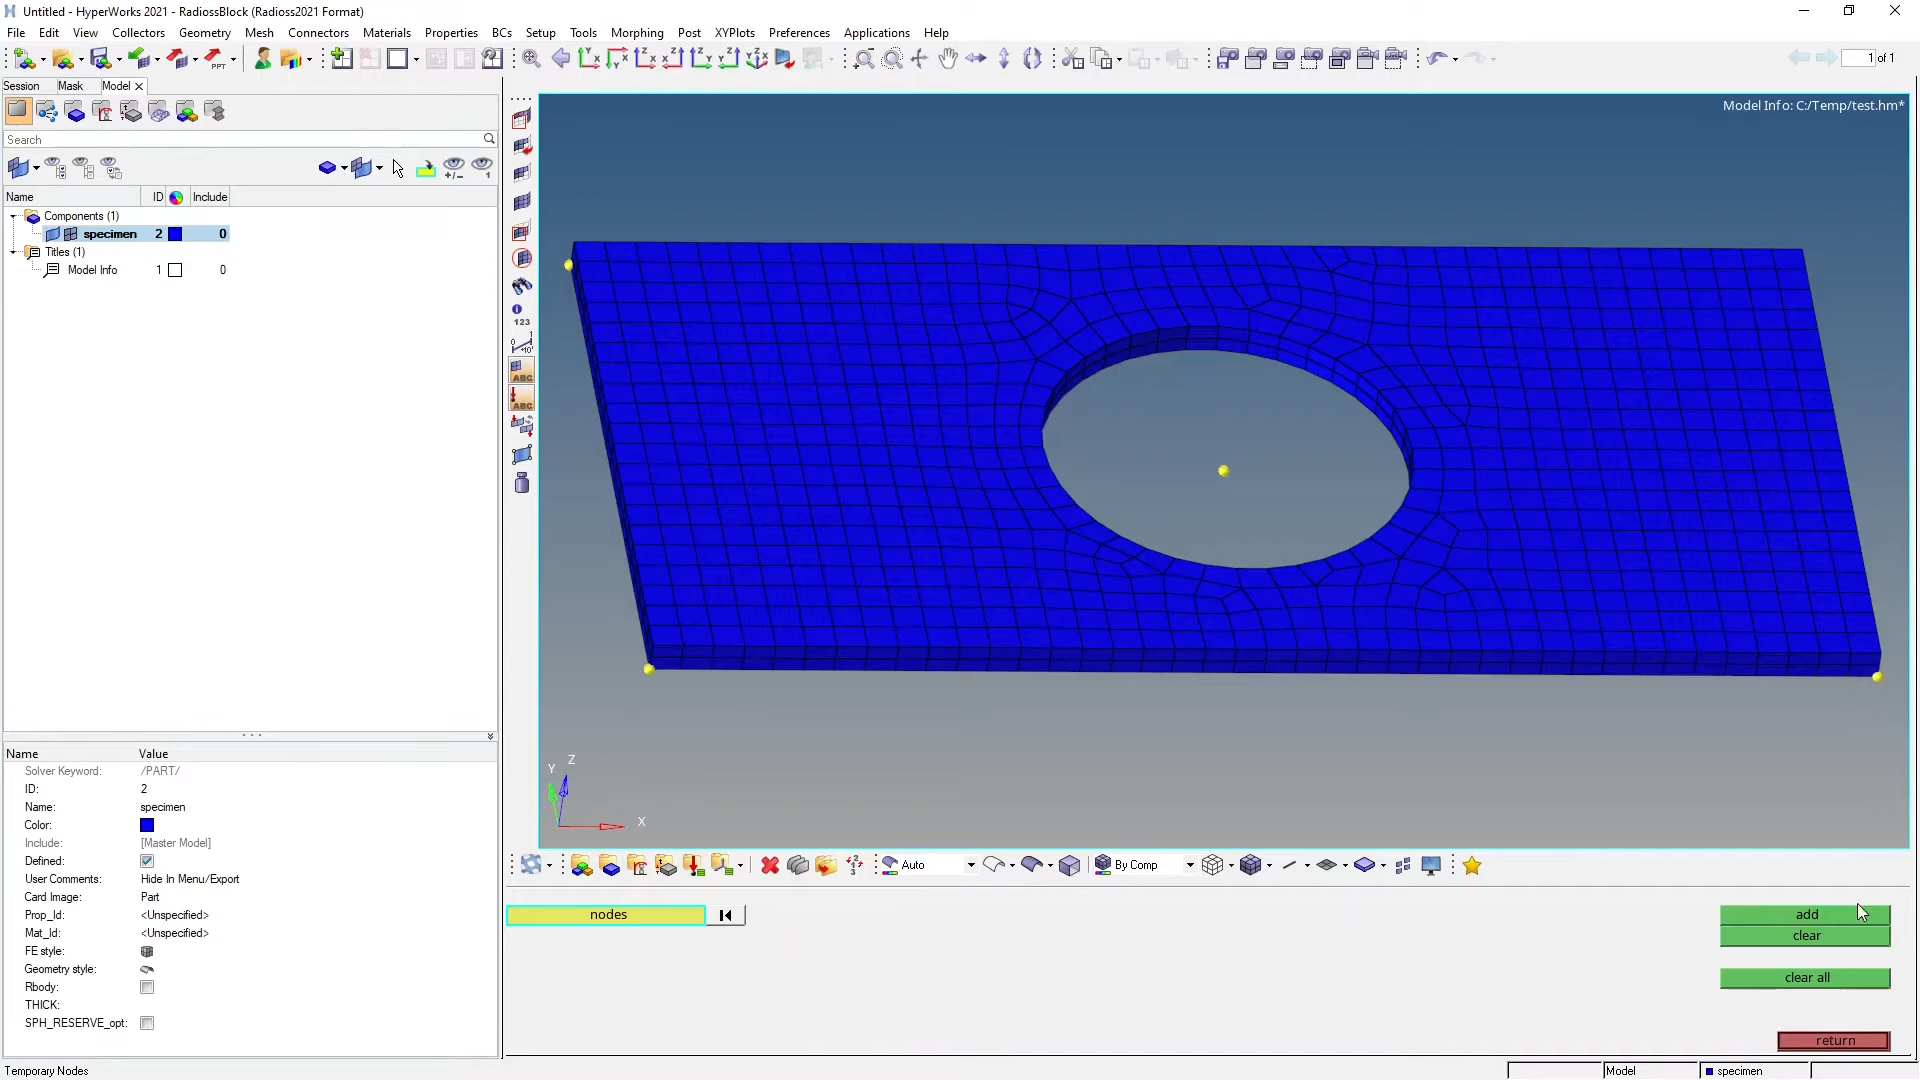 Untitled - HyperWorks 2021 - RadiossBlock (Radioss2021 Format)
File Edit View Collectors Geometry Mesh Connectors Materials Properties BCs Setup Tools Morphing Post XYPlots Preferences Applications Help
PPT
1 of 1
Session Mask Model
Model Info: C:/Temp/test.hm*
Search
Name ID Include
Components (1)
specimen 2 0
Titles (1)
Model Info 1 0
123
ABC
ABC
Name Value
Solver Keyword: /PART/
ID: 2
Name: specimen
Color:
Include: [Master Model]
Defined:
User Comments: Hide In Menu/Export
Card Image: Part
Prop_Id: <Unspecified>
Mat_Id: <Unspecified>
FE style:
Geometry style:
Rbody:
THICK:
SPH_RESERVE_opt:
Y Z X
Auto By Comp
nodes
add
clear
clear all
return
Temporary Nodes Model specimen